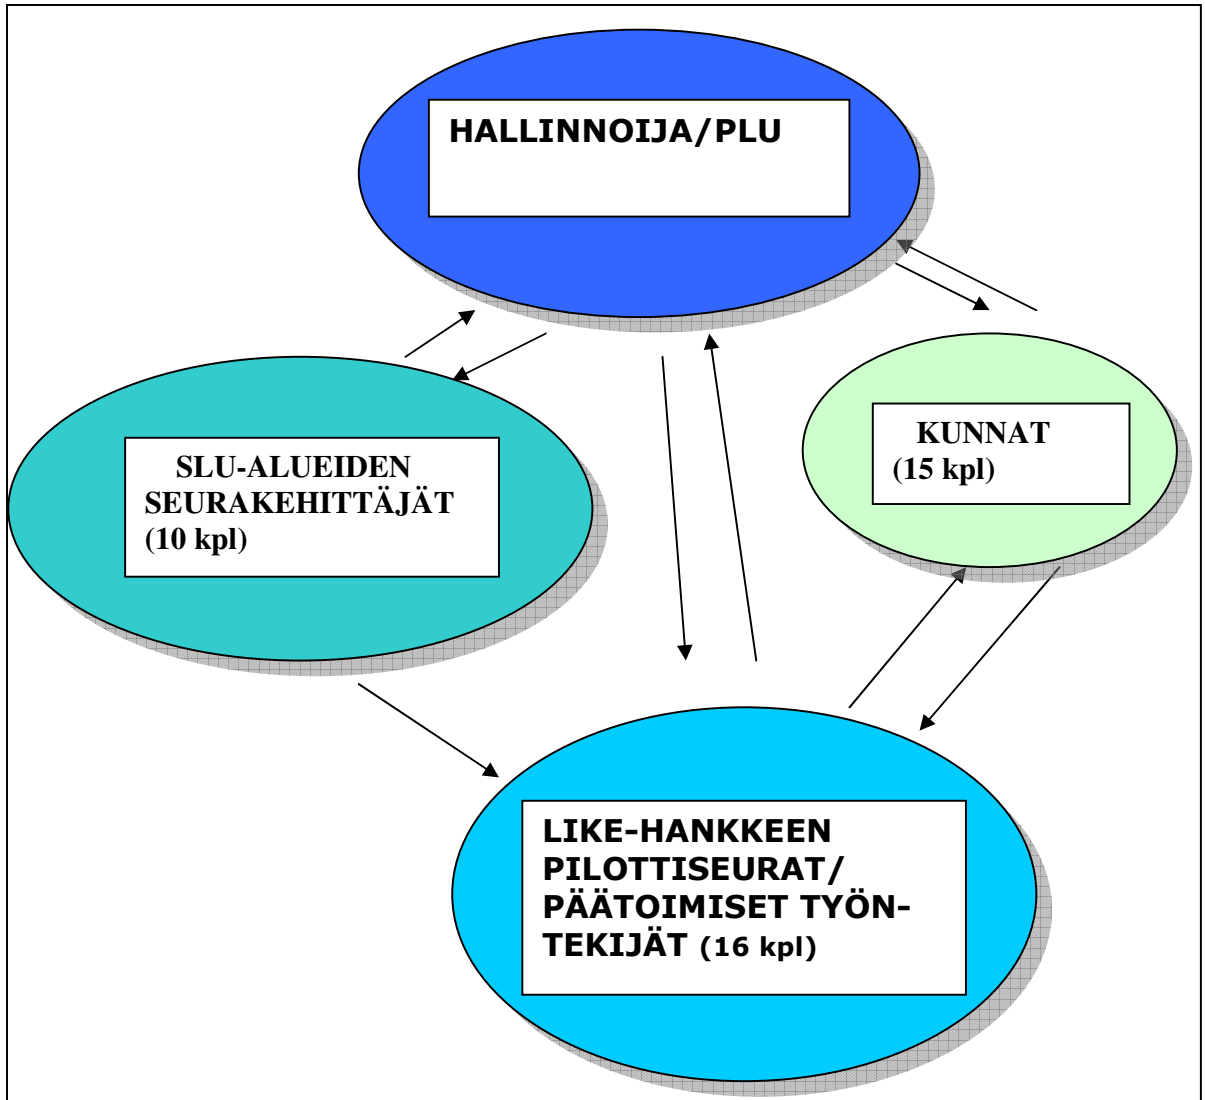 HALLINNOIJA/PLU
SLU-ALUEIDEN
SEURAKEHITTÄJÄT
(10 kpl)
KUNNAT
(15 kpl)
LIKE-HANKKEEN
PILOTTISEURAT/
PÄÄTOIMISET TYÖN-
TEKIJÄT (16 kpl)